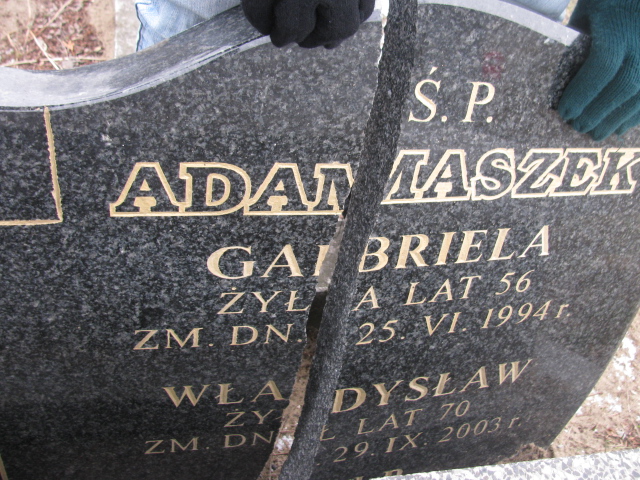 Ś. P.
ADAMASZEK
GABRIELA
ŻYŁA LAT 56
ZM. DN. 25. VI. 1994 r.
WŁADYSŁAW
ŻYŁ LAT 70
ZM. DN. 29. IX. 2003 r.